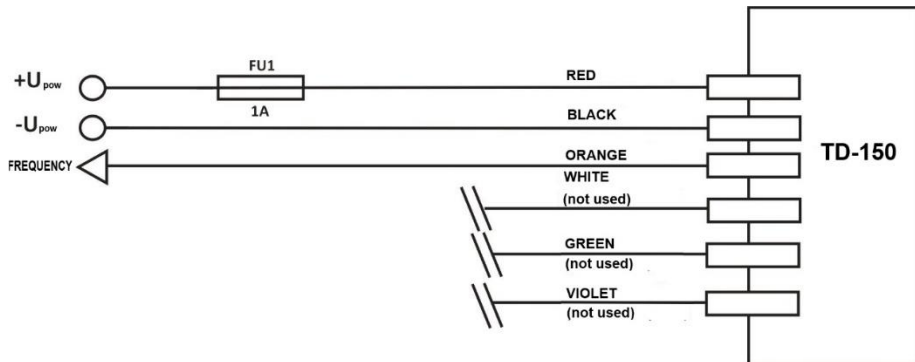 FU1
+Upow
RED
1A
-Upow
BLACK
FREQUENCY
ORANGE
TD-150
WHITE
(not used)
GREEN
(not used)
VIOLET
(not used)